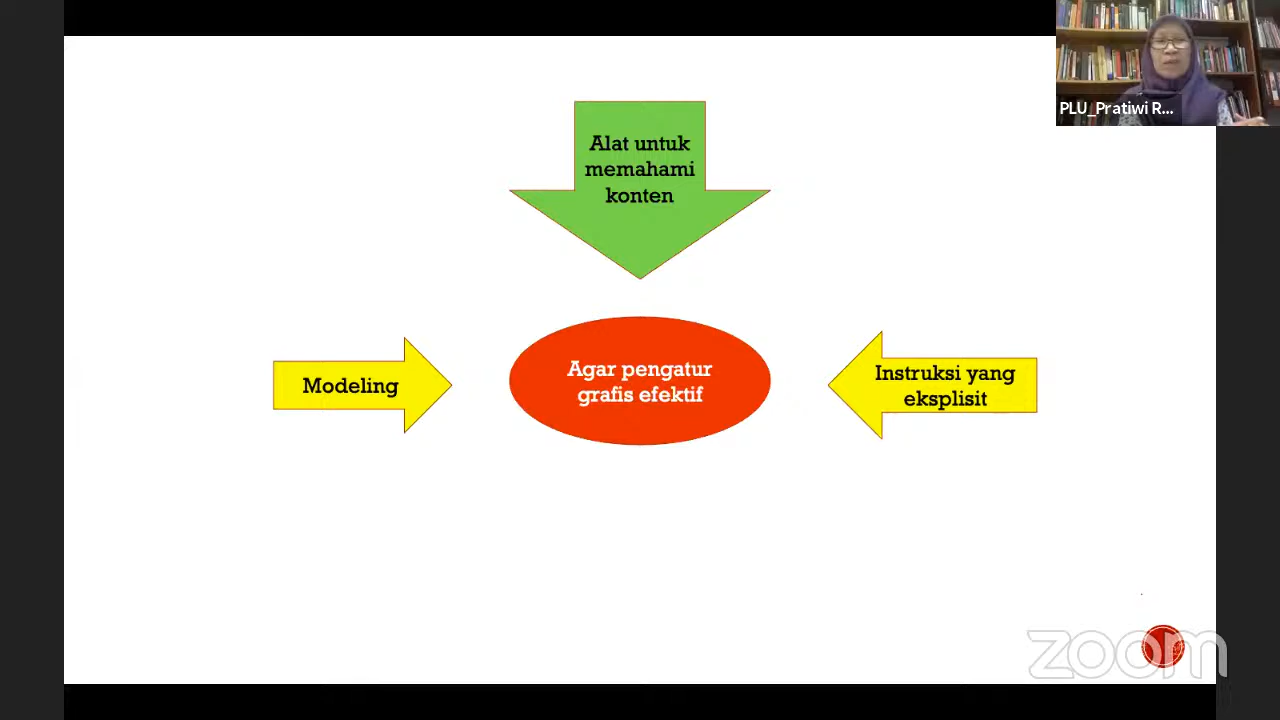 PLU_Pratiwi R...
Alat untuk
memahami
konten
Modeling
Agar pengatur
grafis efektif
Instruksi yang
eksplisit
zoom